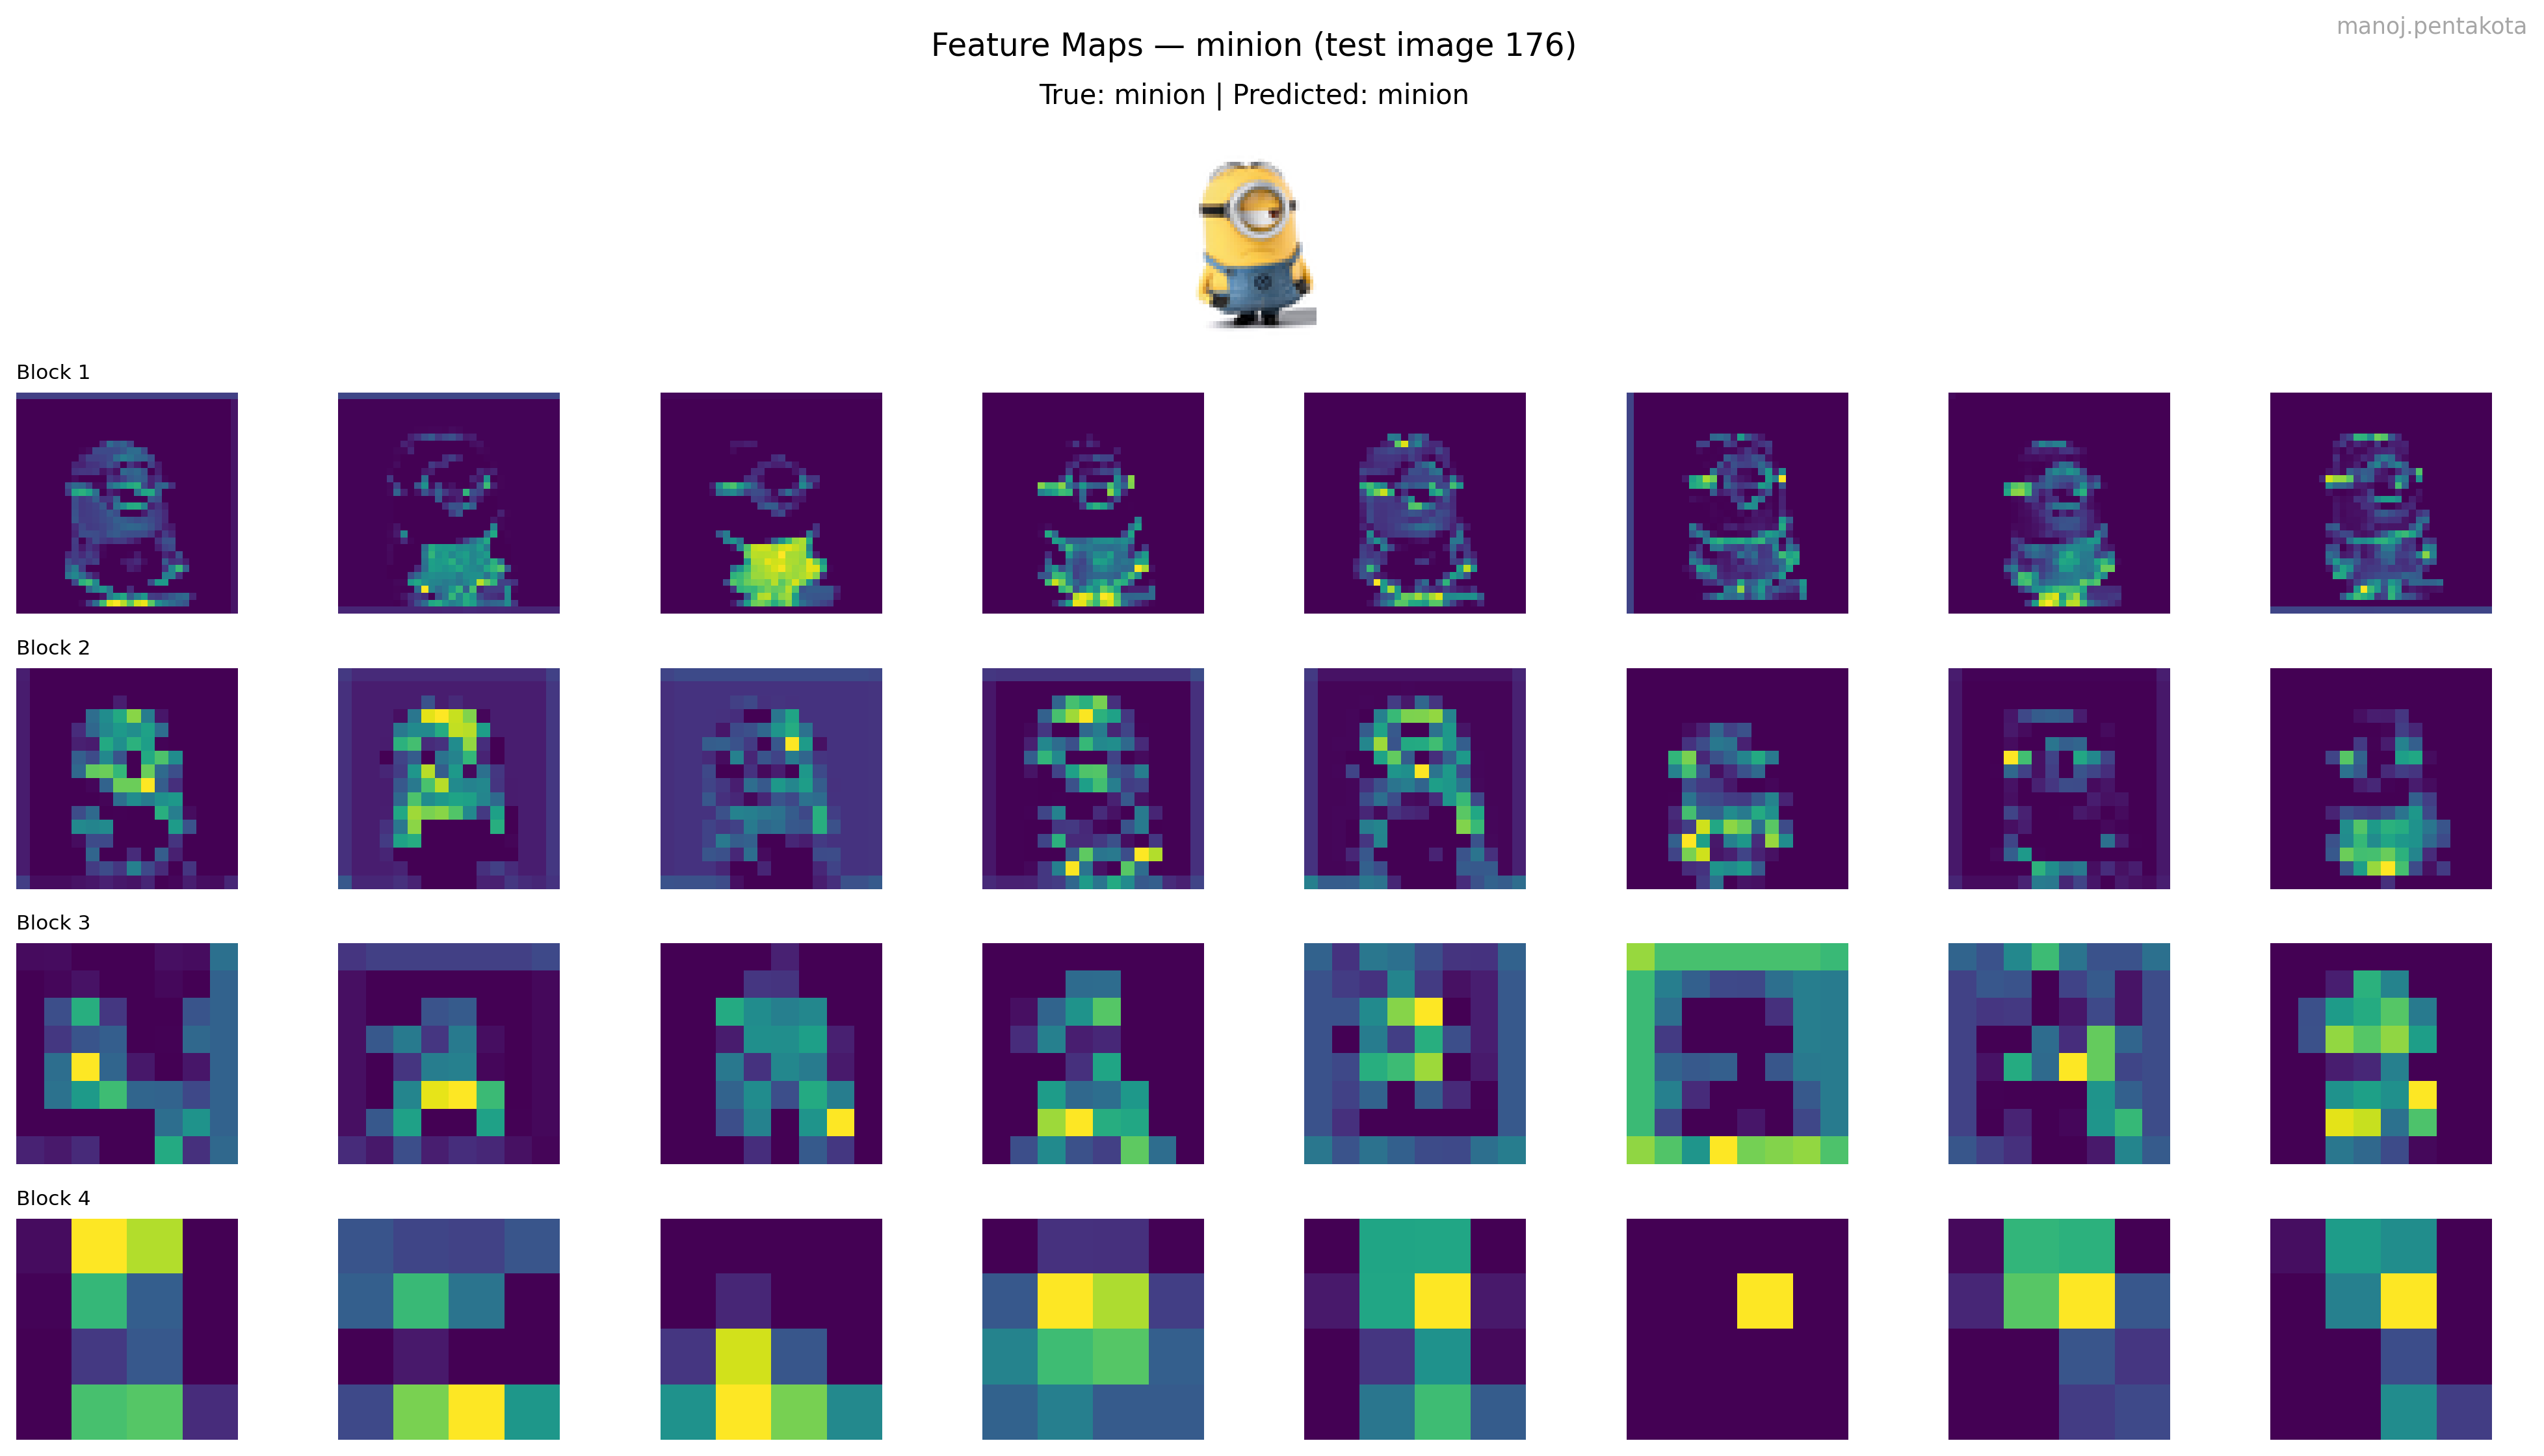 manoj.pentakota
Feature Maps — minion (test image 176)
True: minion | Predicted: minion
Block 1
Block 2
Block 3
Block 4